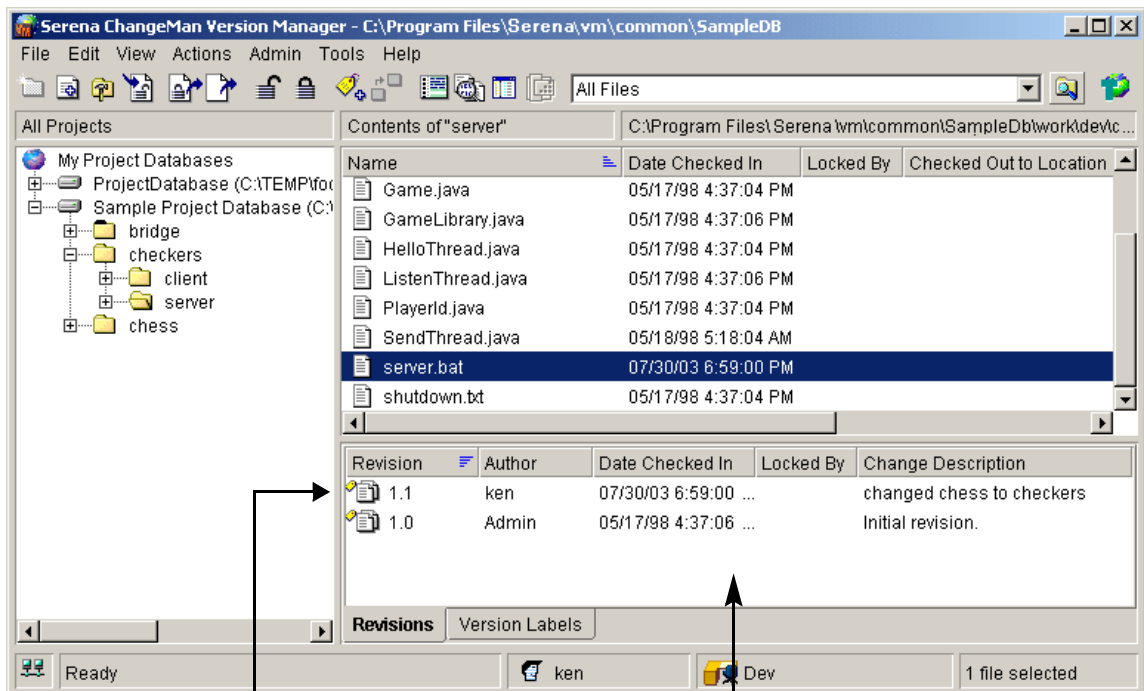 Serena ChangeMan Version Manager - C:\Program Files\Serena\vm\common\SampleDB
File Edit View Actions Admin Tools Help
All Files
All Projects
Contents of "server"
C:\Program Files\Serena\vm\common\SampleDb\work\dev\c...
My Project Databases
ProjectDatabase (C:\TEMP\foo
Sample Project Database (C:\
bridge
checkers
client
server
chess
Name Date Checked In Locked By Checked Out to Location
Game.java 05/17/98 4:37:04 PM
GameLibrary.java 05/17/98 4:37:06 PM
HelloThread.java 05/17/98 4:37:04 PM
ListenThread.java 05/17/98 4:37:06 PM
PlayerId.java 05/17/98 4:37:04 PM
SendThread.java 05/18/98 5:18:04 AM
server.bat 07/30/03 6:59:00 PM
shutdown.txt 05/17/98 4:37:04 PM
Revision Author Date Checked In Locked By Change Description
1.1 ken 07/30/03 6:59:00 ... changed chess to checkers
1.0 Admin 05/17/98 4:37:06 ... Initial revision.
Revisions Version Labels
Ready ken Dev 1 file selected